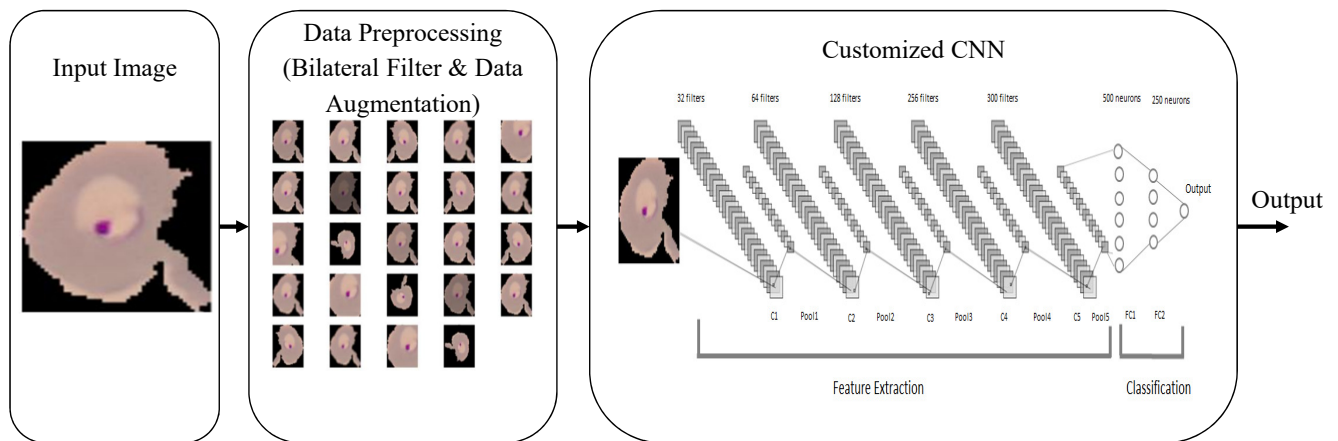 Input Image
Data Preprocessing
(Bilateral Filter & Data
Augmentation)
Customized CNN
32 filters 64 filters 128 filters 256 filters 300 filters 500 neurons 250 neurons
Output
C1 Pool1 C2 Pool2 C3 Pool3 C4 Pool4 C5 Pool5 FC1 FC2
Feature Extraction Classification
Output